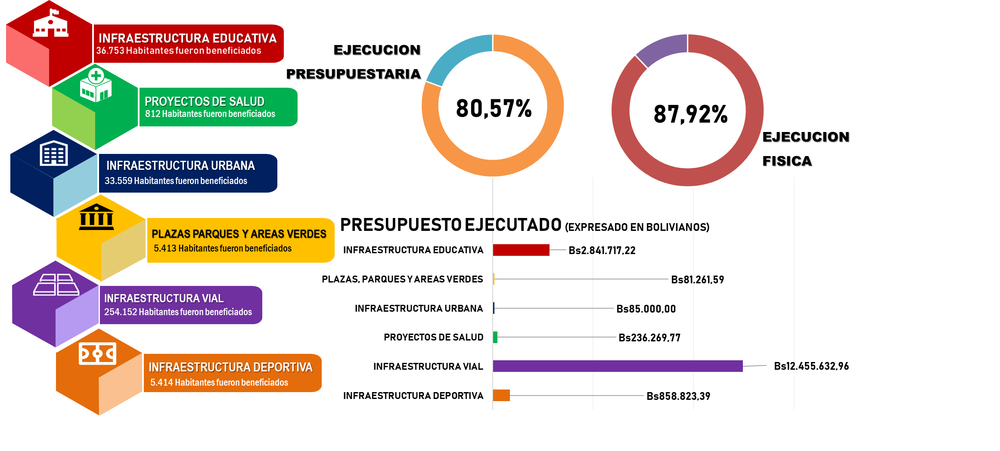 INFRAESTRUCTURA EDUCATIVA
36.753 Habitantes fueron beneficiados
PROYECTOS DE SALUD
812 Habitantes fueron beneficiados
INFRAESTRUCTURA URBANA
33.559 Habitantes fueron beneficiados
PLAZAS PARQUES Y AREAS VERDES
5.413 Habitantes fueron beneficiados
INFRAESTRUCTURA VIAL
254.152 Habitantes fueron beneficiados
INFRAESTRUCTURA DEPORTIVA
5.414 Habitantes fueron beneficiados
EJECUCION
PRESUPUESTARIA
80,57%
87,92%
EJECUCION
FISICA
PRESUPUESTO EJECUTADO (EXPRESADO EN BOLIVIANOS)
INFRAESTRUCTURA EDUCATIVA Bs2.841.717,22
PLAZAS, PARQUES Y AREAS VERDES Bs81.261,59
INFRAESTRUCTURA URBANA Bs85.000,00
PROYECTOS DE SALUD Bs236.269,77
INFRAESTRUCTURA VIAL Bs12.455.632,96
INFRAESTRUCTURA DEPORTIVA Bs858.823,39